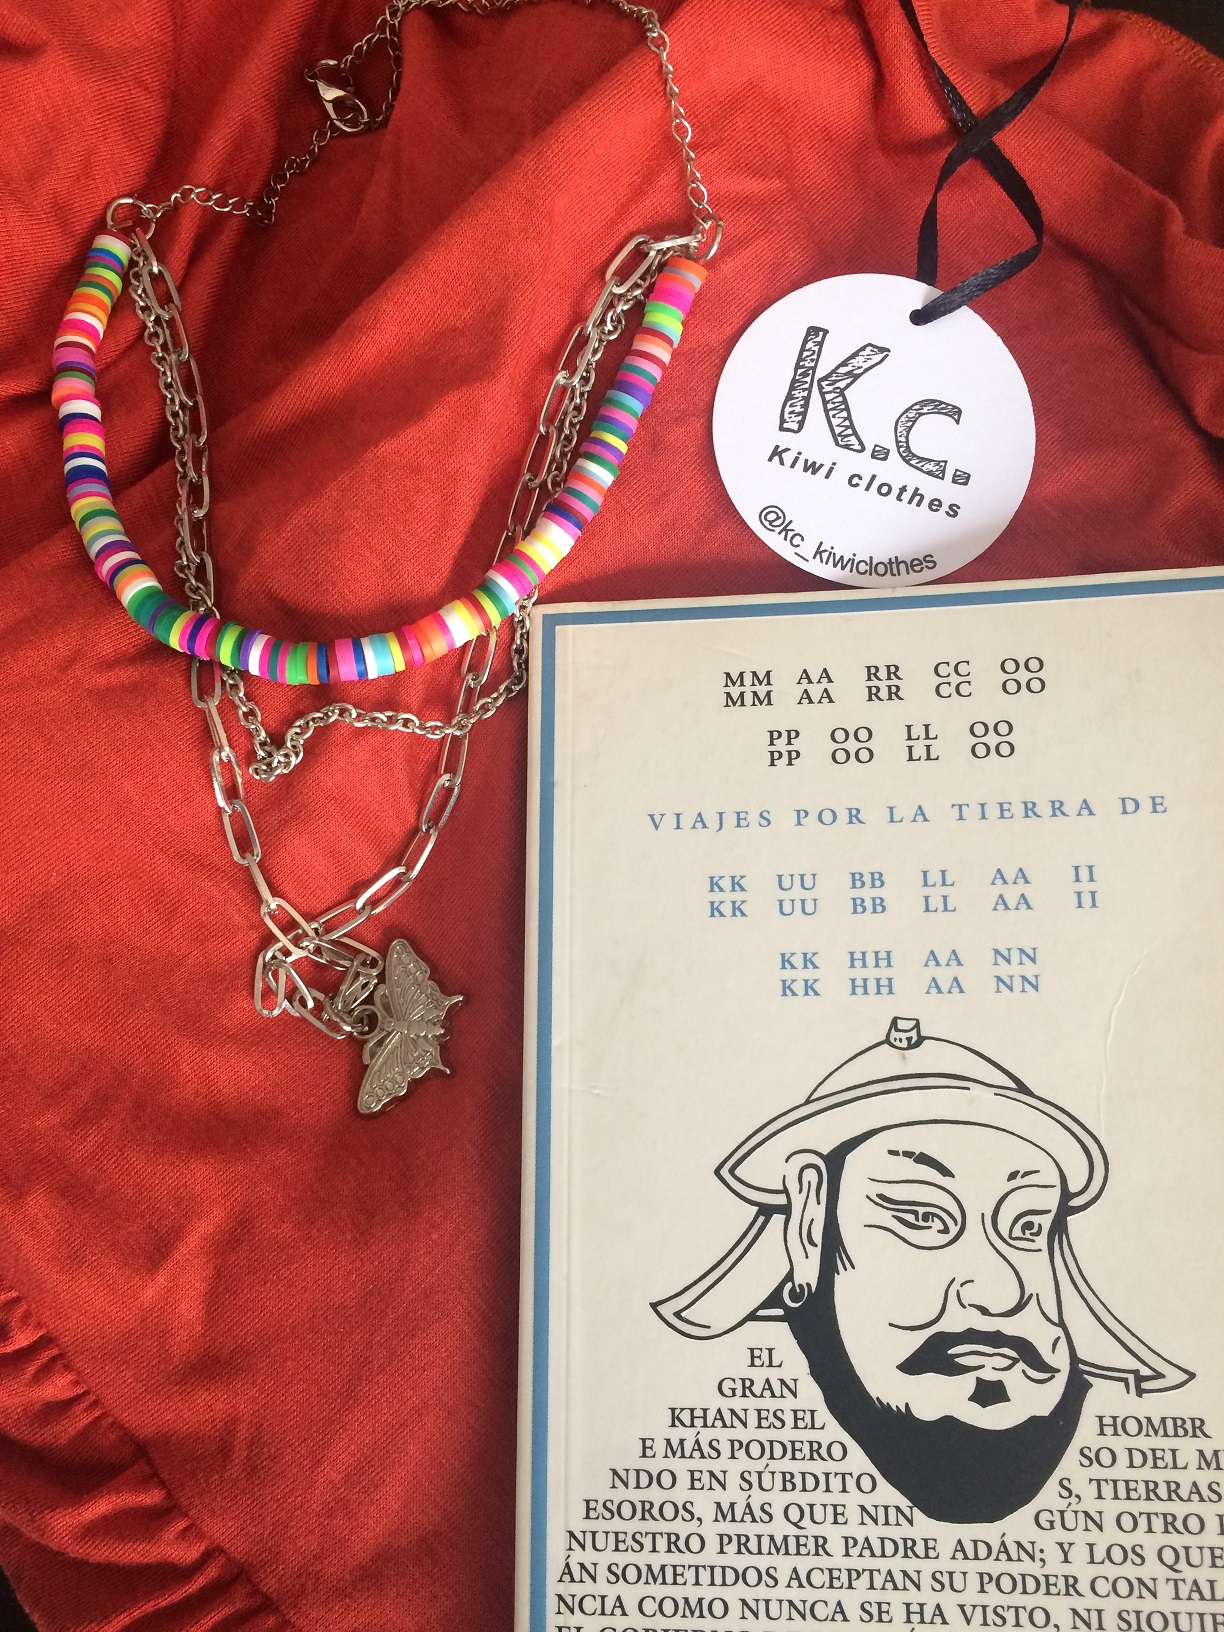 K.c.
Kiwi clothes
@kc_kiwiclothes
MM AA RR CC OO
MM AA RR CC OO
PP OO LL OO
PP OO LL OO
VIAJES POR LA TIERRA DE
KK UU BB LL AA II
KK UU BB LL AA II
KK HH AA NN
KK HH AA NN
EL
GRAN
KHAN ES EL HOMBR
E MÁS PODERO SO DEL
NDO EN SÚBDITO S, TIERRAS
ESOROS, MÁS QUE NIN GÚN OTRO
NUESTRO PRIMER PADRE ADÁN; Y LOS QUE
ÁN SOMETIDOS ACEPTAN SU PODER CON TAL
NCIA COMO NUNCA SE HA VISTO, NI SIQUIE